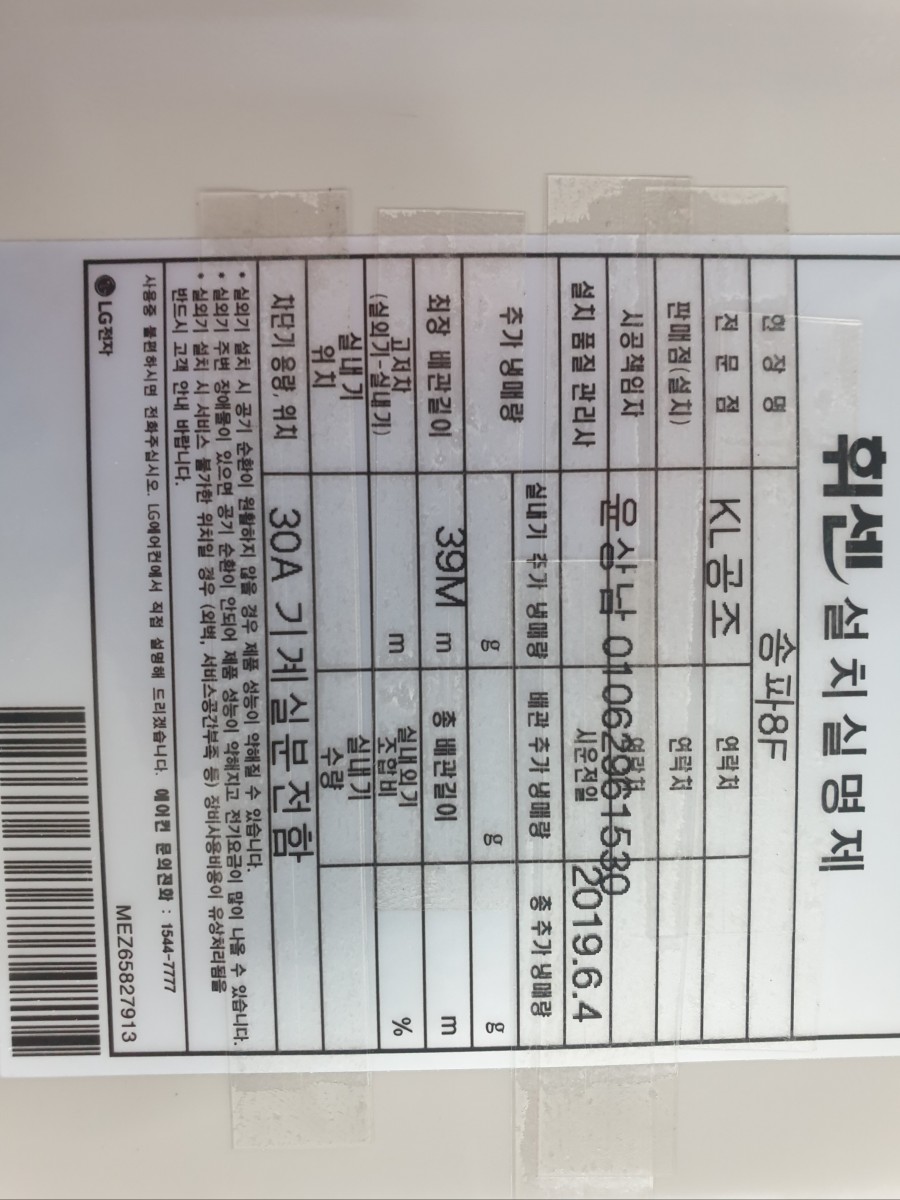 휘센 설치실명제
현 장 명 송파8F
전 문 점 KL공조 연락처
판매점(설치) 연락처
시공책임자 윤상남 01062961530 연락처
설치 품질 관리사 시운전일 2019.6.4
추가 냉매량 실내기 추가 냉매량 배관 추가 냉매량 총 추가 냉매량
g g g
최장 배관길이 39M m 총 배관길이 m
고저차
(실외기-실내기) m 실내외기
조합비 %
실내기
위치 실내기
수량
차단기 용량, 위치 30A 기계실분전함
• 실외기 설치 시 공기 순환이 원활하지 않을 경우 제품 성능이 약해질 수 있습니다.
• 실외기 주변 장애물이 있으면 공기 순환이 안되어 제품 성능이 약해지고 전기요금이 많이 나올 수 있습니다.
• 실외기 설치 시 서비스 불가한 위치일 경우 (외벽, 서비스공간부족 등) 장비사용비용이 유상처리됨을
반드시 고객 안내 바랍니다.
사용중 불편하시면 전화주십시오. LG에어컨에서 직접 설명해 드리겠습니다. 에어컨 문의전화 : 1544-7777
LG전자 MEZ65827913